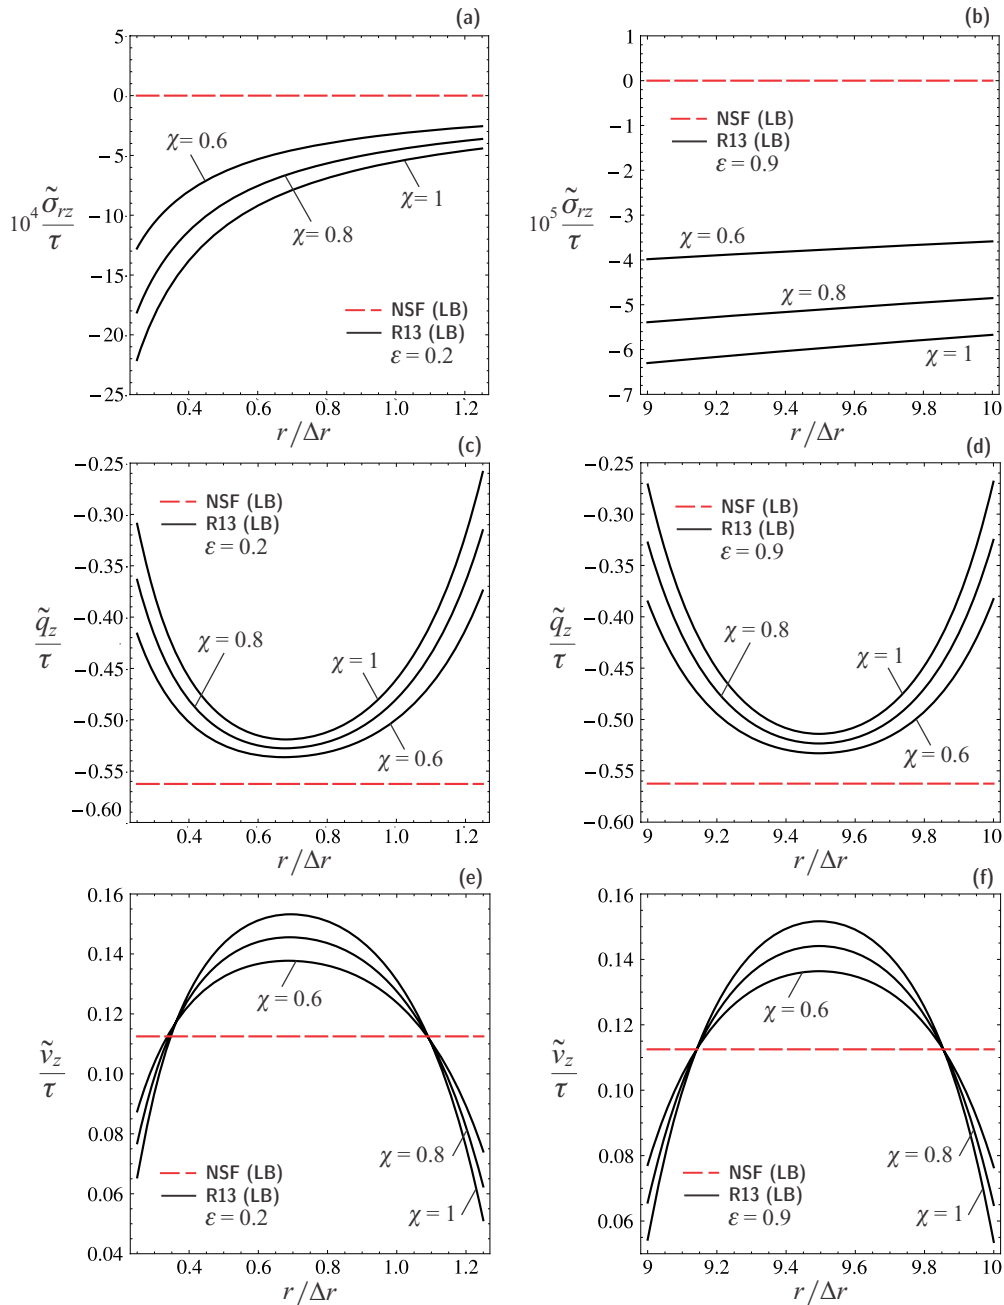 (a)
5
0
−5
−10
−15
−20
−25
10⁴ σ̃_rz / τ
χ = 0.6
χ = 1
χ = 0.8
NSF (LB)
R13 (LB)
ε = 0.2
0.4 0.6 0.8 1.0 1.2
r/Δr
(b)
1
0
−1
−2
−3
−4
−5
−6
−7
10⁵ σ̃_rz / τ
NSF (LB)
R13 (LB)
ε = 0.9
χ = 0.6
χ = 0.8
χ = 1
9 9.2 9.4 9.6 9.8 10
r/Δr
(c)
−0.25
−0.30
−0.35
−0.40
−0.45
−0.50
−0.55
−0.60
q̃_z / τ
NSF (LB)
R13 (LB)
ε = 0.2
χ = 0.8
χ = 1
χ = 0.6
0.4 0.6 0.8 1.0 1.2
r/Δr
(d)
−0.25
−0.30
−0.35
−0.40
−0.45
−0.50
−0.55
−0.60
q̃_z / τ
NSF (LB)
R13 (LB)
ε = 0.9
χ = 0.8
χ = 1
χ = 0.6
9 9.2 9.4 9.6 9.8 10
r/Δr
(e)
0.16
0.14
0.12
0.10
0.08
0.06
0.04
ṽ_z / τ
χ = 0.6
χ = 0.8
χ = 1
NSF (LB)
R13 (LB)
ε = 0.2
0.4 0.6 0.8 1.0 1.2
r/Δr
(f)
0.16
0.14
0.12
0.10
0.08
0.06
ṽ_z / τ
χ = 0.6
χ = 0.8
χ = 1
NSF (LB)
R13 (LB)
ε = 0.9
9 9.2 9.4 9.6 9.8 10
r/Δr